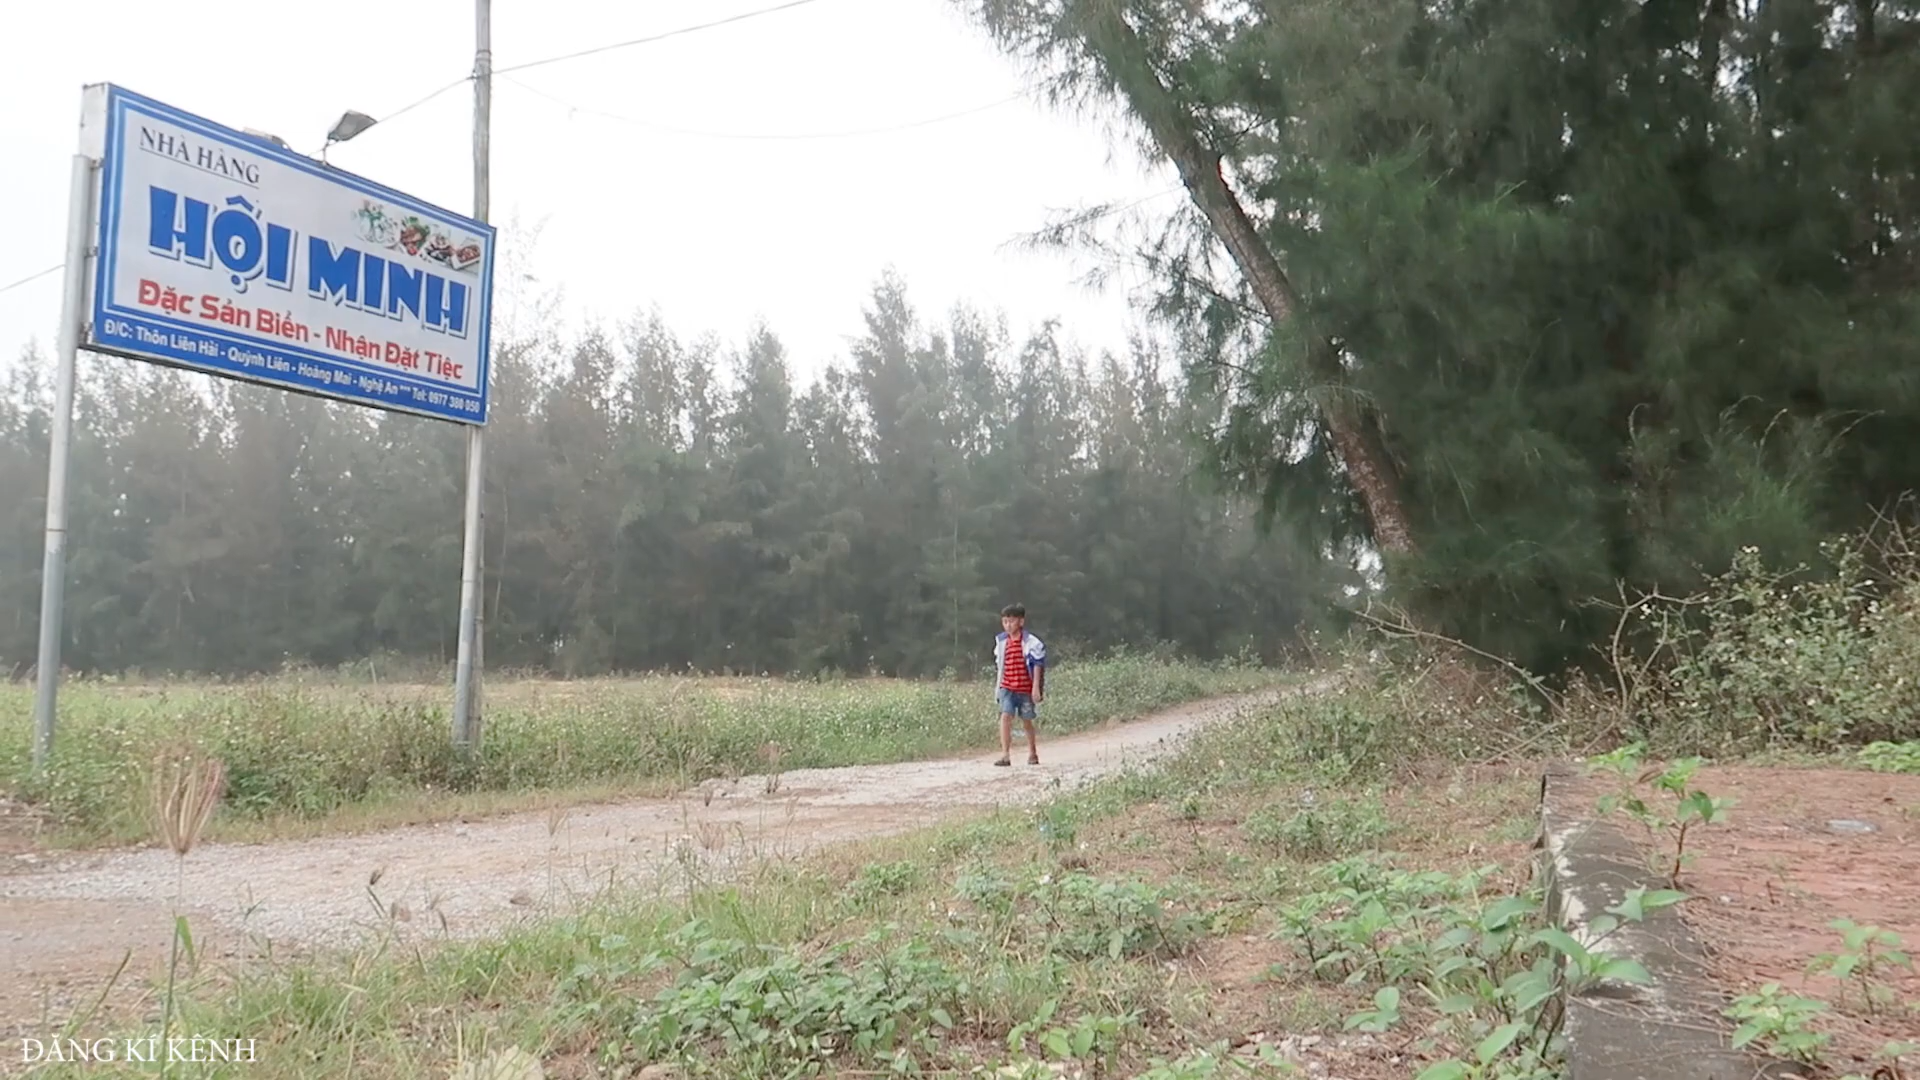 NHÀ HÀNG
HỘI MINH
Đặc Sản Biển - Nhận Đặt Tiệc
Đ/C: Thôn Liên Hải - Quỳnh Liên - Hoàng Mai - Nghệ An *** Tel: 0977 380 050
ĐĂNG KÍ KÊNH